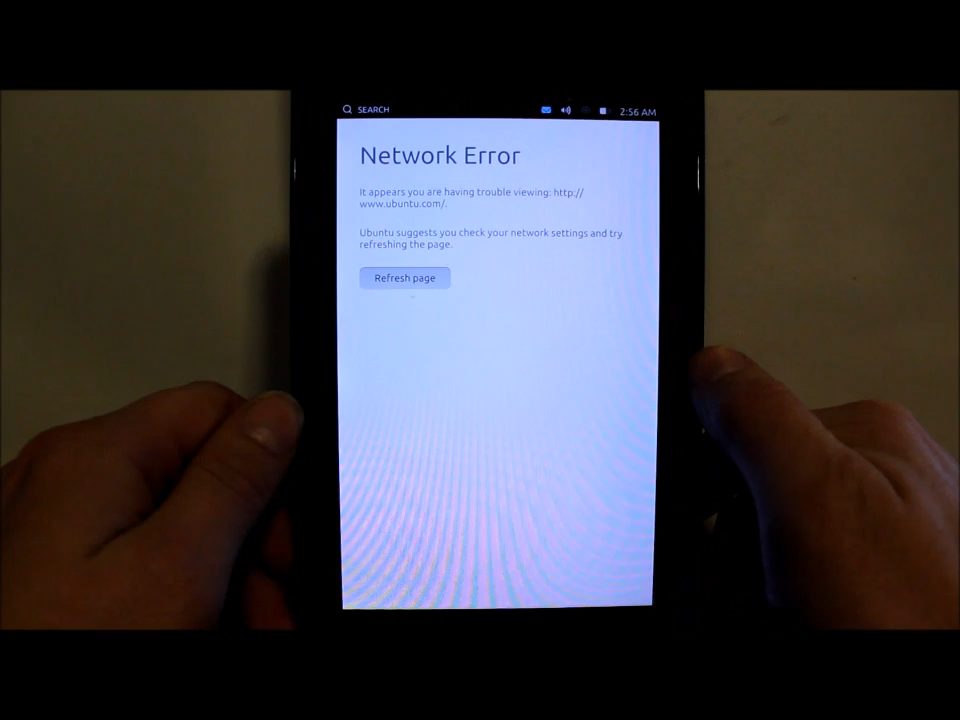 SEARCH 2:56 AM
Network Error
It appears you are having trouble viewing: http://
www.ubuntu.com/.
Ubuntu suggests you check your network settings and try
refreshing the page.
Refresh page